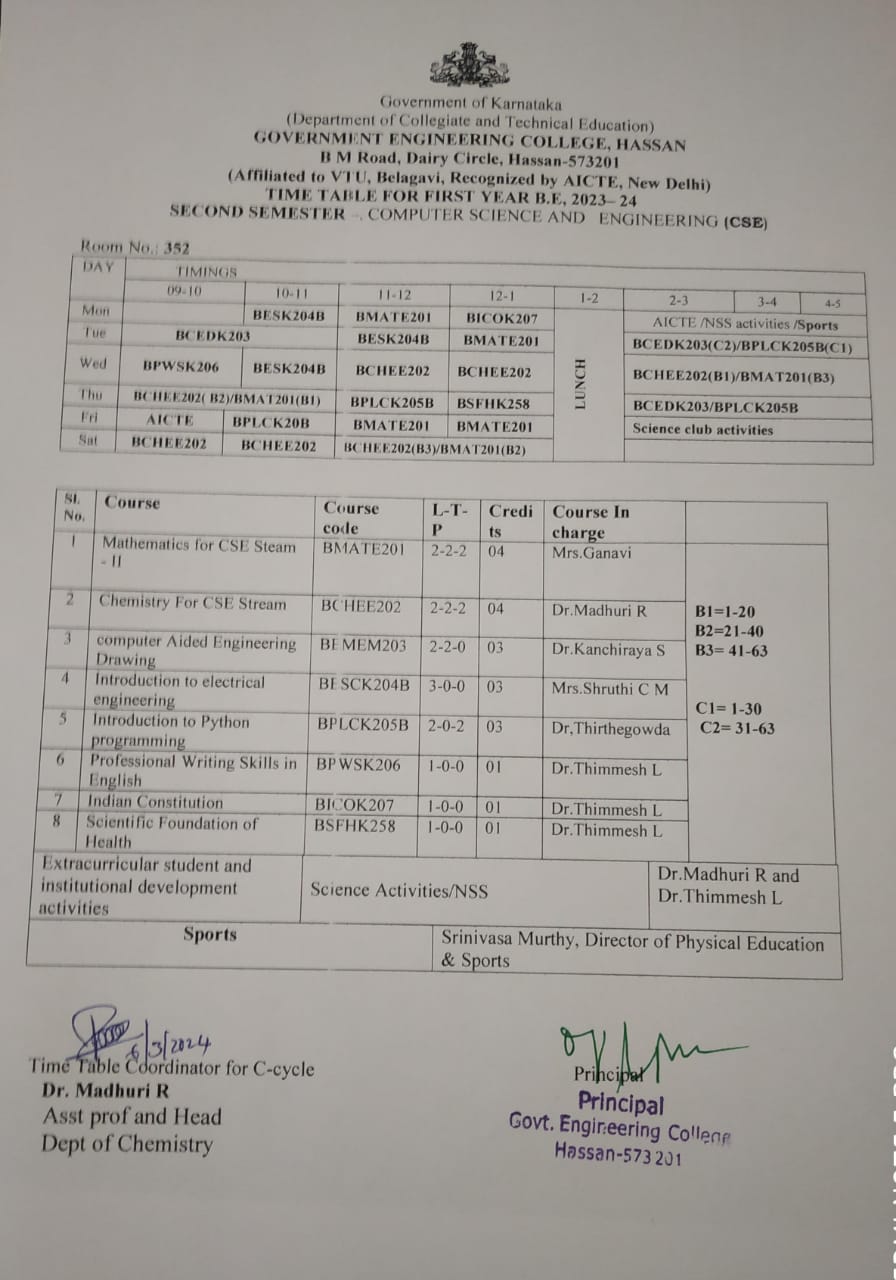 Government of Karnataka
(Department of Collegiate and Technical Education)
GOVERNMENT ENGINEERING COLLEGE, HASSAN
B M Road, Dairy Circle, Hassan-573201
(Affiliated to VTU, Belagavi, Recognized by AICTE, New Delhi)
TIME TABLE FOR FIRST YEAR B.E, 2023– 24
SECOND SEMESTER –. COMPUTER SCIENCE AND ENGINEERING (CSE)
Room No.: 352
DAY TIMINGS
09-10 10-11 11-12 12-1 1-2 2-3 3-4 4-5
Mon BESK204B BMATE201 BICOK207 AICTE /NSS activities /Sports
Tue BCEDK203 BESK204B BMATE201 BCEDK203(C2)/BPLCK205B(C1)
Wed BPWSK206 BESK204B BCHEE202 BCHEE202 LUNCH BCHEE202(B1)/BMAT201(B3)
Thu BCHEE202( B2)/BMAT201(B1) BPLCK205B BSFHK258 BCEDK203/BPLCK205B
Fri AICTE BPLCK20B BMATE201 BMATE201 Science club activities
Sat BCHEE202 BCHEE202 BCHEE202(B3)/BMAT201(B2)
SI. Course Course L-T- Credi Course In
No. code P ts charge
1 Mathematics for CSE Steam BMATE201 2-2-2 04 Mrs.Ganavi
- II
2 Chemistry For CSE Stream BCHEE202 2-2-2 04 Dr.Madhuri R B1=1-20
B2=21-40
3 computer Aided Engineering BEMEM203 2-2-0 03 Dr.Kanchiraya S B3= 41-63
Drawing
4 Introduction to electrical BESCK204B 3-0-0 03 Mrs.Shruthi C M
engineering C1= 1-30
5 Introduction to Python BPLCK205B 2-0-2 03 Dr,Thirthegowda C2= 31-63
programming
6 Professional Writing Skills in BPWSK206 1-0-0 01 Dr.Thimmesh L
English
7 Indian Constitution BICOK207 1-0-0 01 Dr.Thimmesh L
8 Scientific Foundation of BSFHK258 1-0-0 01 Dr.Thimmesh L
Health
Extracurricular student and Dr.Madhuri R and
institutional development Science Activities/NSS Dr.Thimmesh L
activities
Sports Srinivasa Murthy, Director of Physical Education
& Sports
6/3/2024
Time Table Coordinator for C-cycle
Dr. Madhuri R
Asst prof and Head
Dept of Chemistry
Principal
Principal
Govt. Engineering College
Hassan-573 201